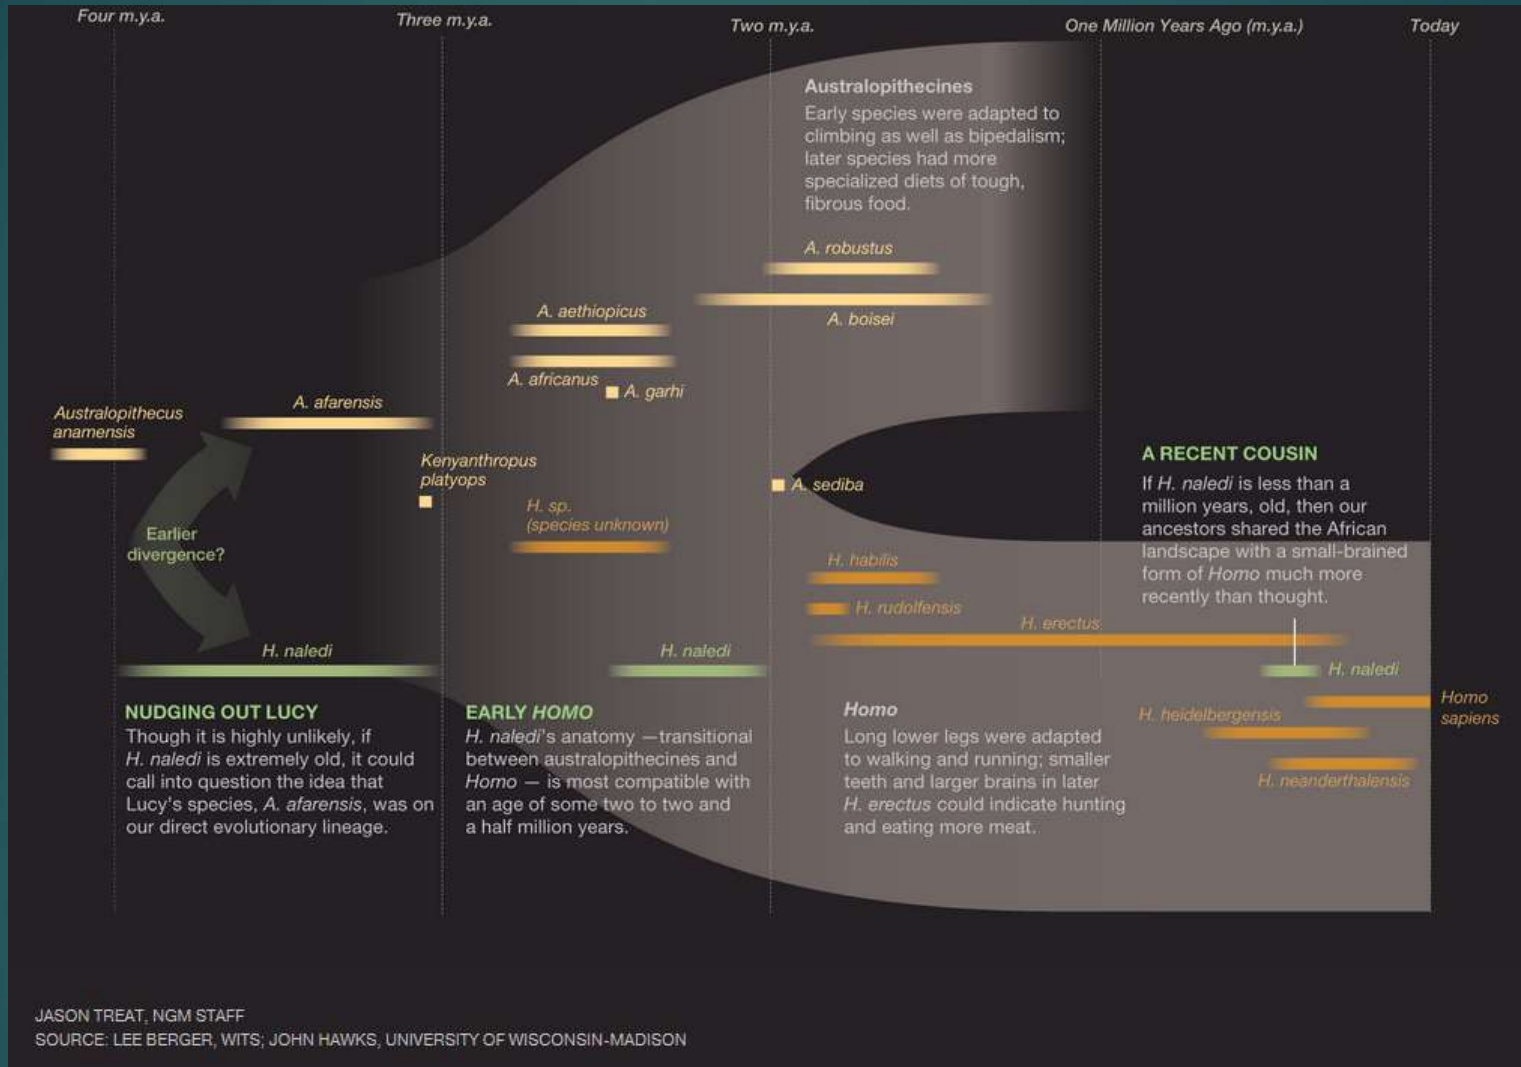 Four m.y.a.
Three m.y.a.
Two m.y.a.
One Million Years Ago (m.y.a.)
Today
Australopithecines
Early species were adapted to
climbing as well as bipedalism;
later species had more
specialized diets of tough,
fibrous food.
A. robustus
A. boisei
A. aethiopicus
A. africanus
A. garhi
A. afarensis
Australopithecus
anamensis
Kenyanthropus
platyops
A. sediba
H. sp.
(species unknown)
Earlier
divergence?
A RECENT COUSIN
If H. naledi is less than a
million years, old, then our
ancestors shared the African
landscape with a small-brained
form of Homo much more
recently than thought.
H. habilis
H. rudolfensis
H. erectus
H. naledi
H. naledi
H. naledi
Homo
sapiens
H. heidelbergensis
H. neanderthalensis
NUDGING OUT LUCY
Though it is highly unlikely, if
H. naledi is extremely old, it could
call into question the idea that
Lucy's species, A. afarensis, was on
our direct evolutionary lineage.
EARLY HOMO
H. naledi's anatomy —transitional
between australopithecines and
Homo — is most compatible with
an age of some two to two and
a half million years.
Homo
Long lower legs were adapted
to walking and running; smaller
teeth and larger brains in later
H. erectus could indicate hunting
and eating more meat.
JASON TREAT, NGM STAFF
SOURCE: LEE BERGER, WITS; JOHN HAWKS, UNIVERSITY OF WISCONSIN-MADISON